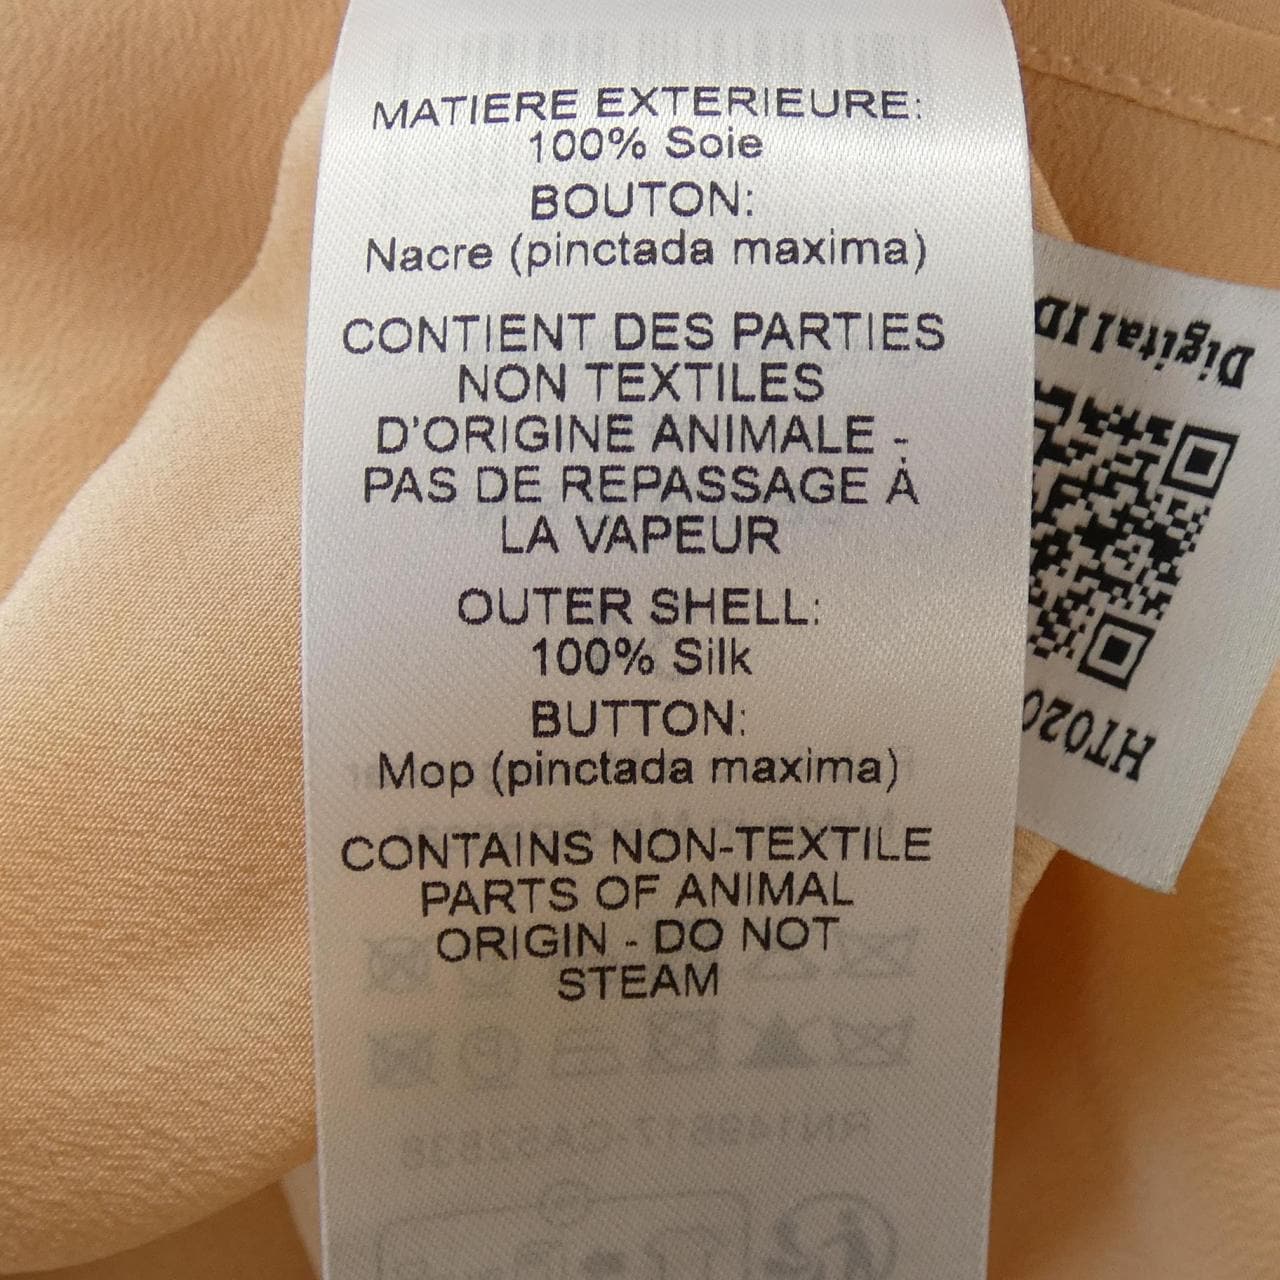 MATIERE EXTERIEURE:
100% Soie
BOUTON:
Nacre (pinctada maxima)
CONTIENT DES PARTIES
NON TEXTILES
D'ORIGINE ANIMALE -
PAS DE REPASSAGE À
LA VAPEUR
OUTER SHELL:
100% Silk
BUTTON:
Mop (pinctada maxima)
CONTAINS NON-TEXTILE
PARTS OF ANIMAL
ORIGIN - DO NOT
STEAM
Digital ID
HT020